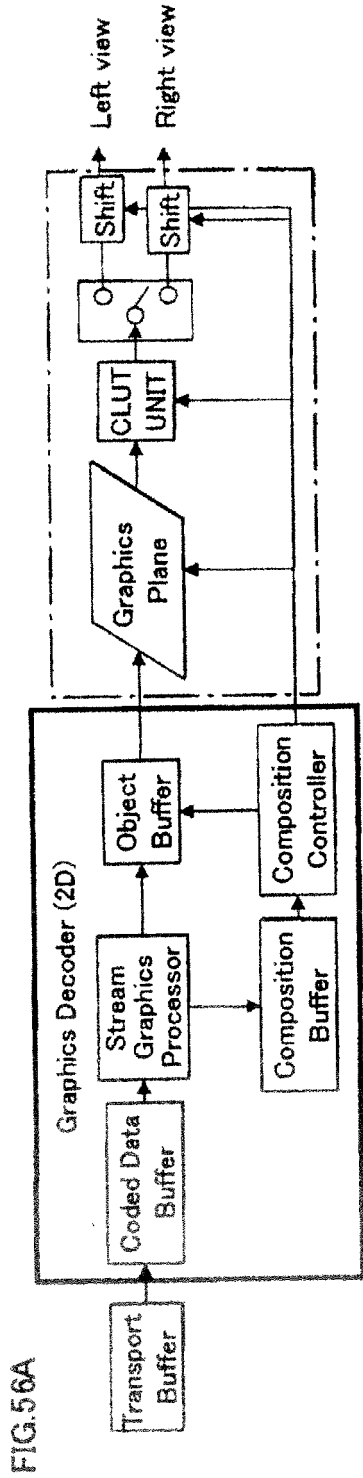 FIG.56A
Transport
Buffer
Graphics Decoder (2D)
Coded Data
Buffer
Stream
Graphics
Processor
Object
Buffer
Composition
Buffer
Composition
Controller
Graphics
Plane
CLUT
UNIT
Shift
Shift
Left view
Right view